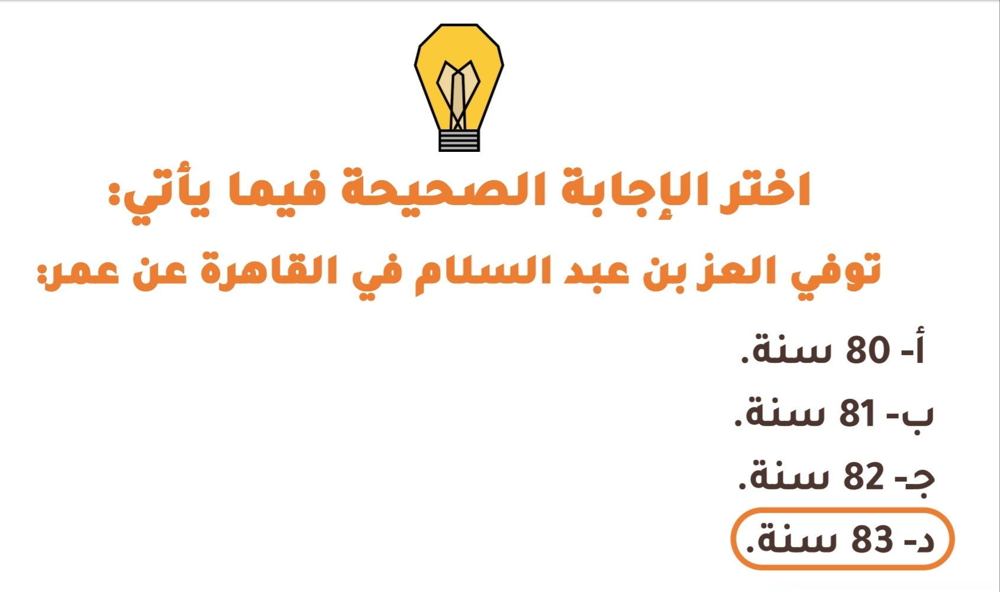 اختر الإجابة الصحيحة فيما يأتي:
توفي العز بن عبد السلام في القاهرة عن عمر:
أ- 80 سنة.
ب- 81 سنة.
جـ- 82 سنة.
د- 83 سنة.